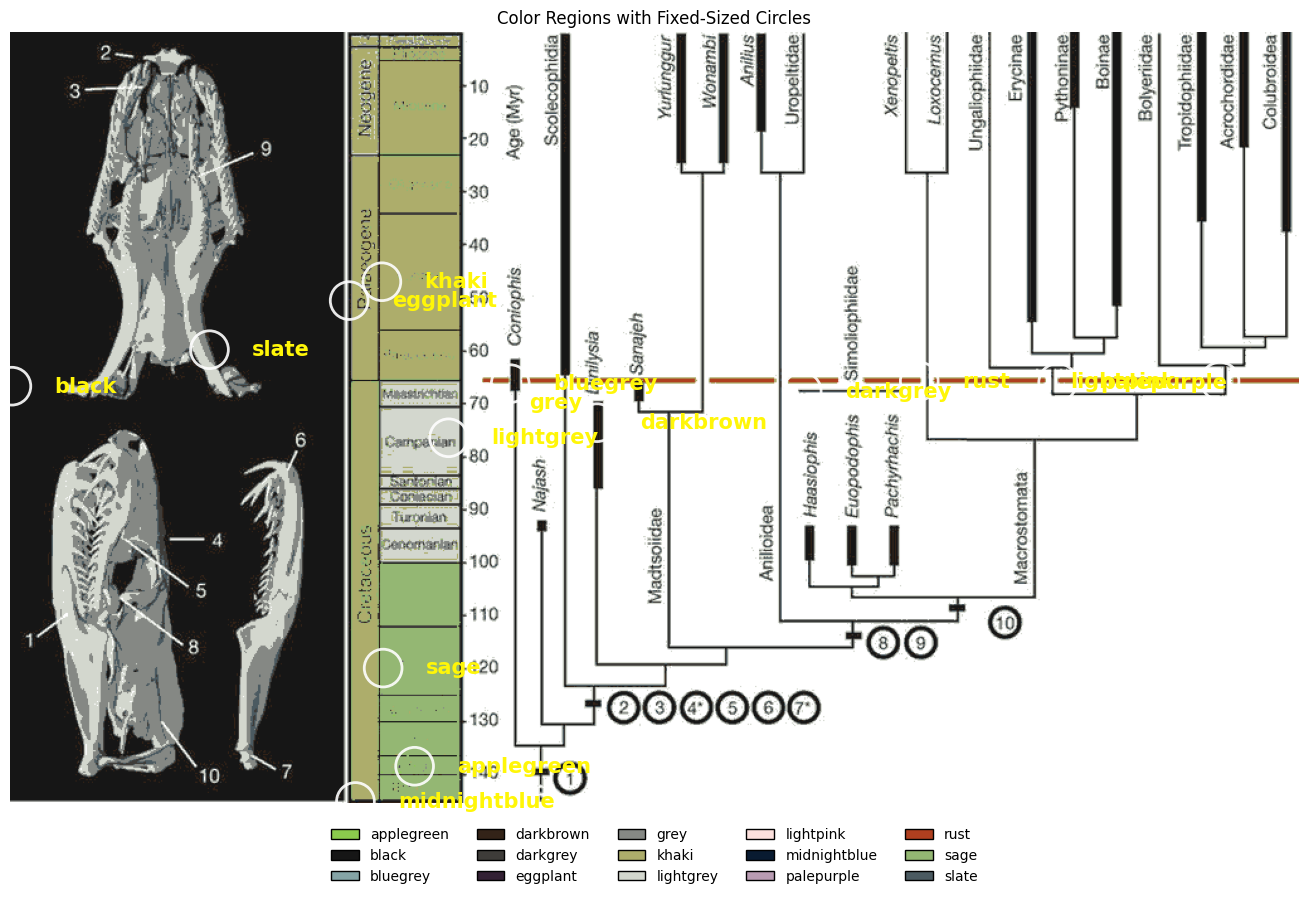 Color Regions with Fixed-Sized Circles
2
3
9
6
4
5
1
8
10
7
Neogene
Cretaceous
Maastrichtian
Campanian
Santonian
Coniacian
Turonian
Cenomanian
10
20
30
40
60
70
80
90
100
110
130
Age (Myr)
Scolecophidia
Yurlunggur
Wonambi
Anilius
Uropeltidae
Xenopeltis
Loxocemus
Ungaliophiidae
Erycinae
Pythoninae
Boinae
Bolyeriidae
Tropidophiidae
Acrochordidae
Colubroidea
Coniophis
Sanajeh
Simoliophiidae
Najash
Haasiophis
Eupodophis
Pachyrhachis
Madtsoiidae
Anilioidea
Macrostomata
10
8
9
2
3
4*
5
6
7*
1
khaki
eggplant
slate
black
bluegrey
grey
lightgrey
darkbrown
darkgrey
rust
lightpink
palepurple
sage
applegreen
midnightblue
applegreen darkbrown grey lightpink rust
black darkgrey khaki midnightblue sage
bluegrey eggplant lightgrey palepurple slate